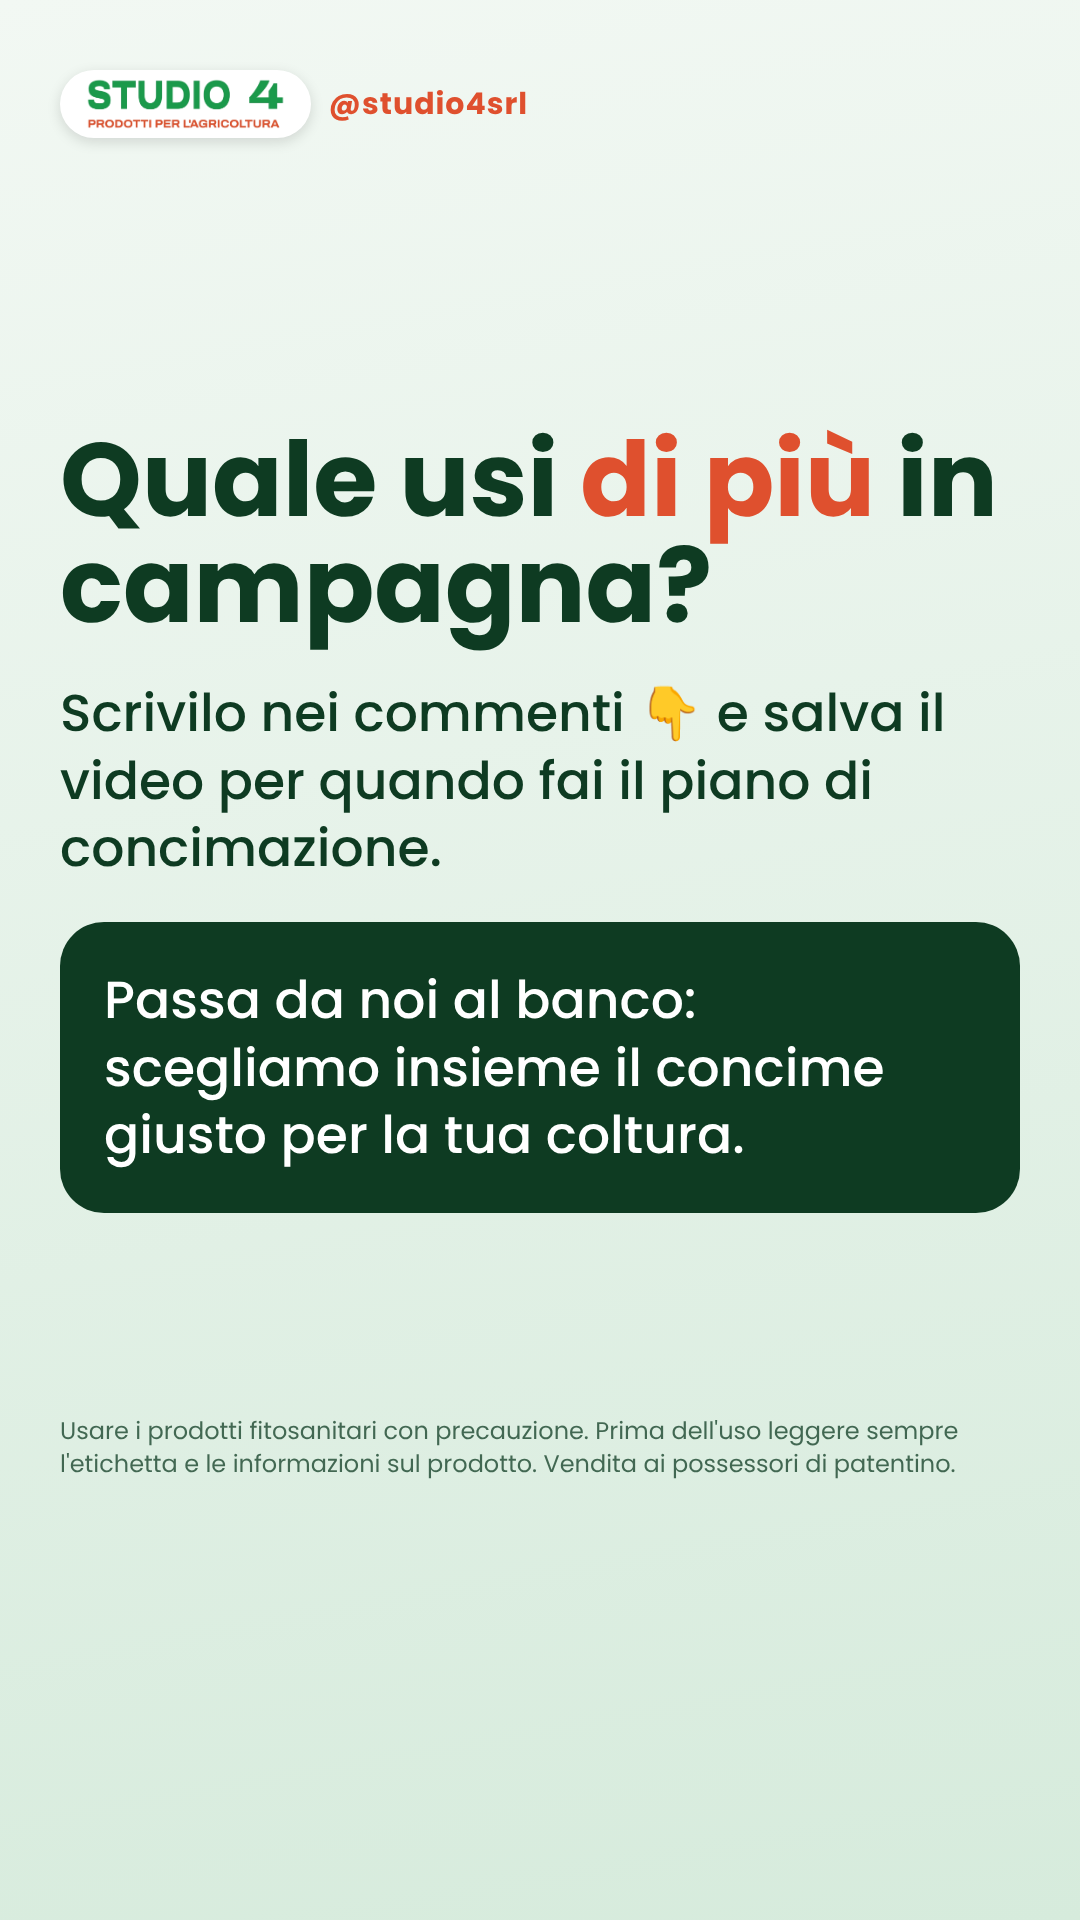 STUDIO 4
PRODOTTI PER L'AGRICOLTURA
@studio4srl
Quale usi di più in
campagna?
Scrivilo nei commenti 👇 e salva il
video per quando fai il piano di
concimazione.
Passa da noi al banco:
scegliamo insieme il concime
giusto per la tua coltura.
Usare i prodotti fitosanitari con precauzione. Prima dell'uso leggere sempre
l'etichetta e le informazioni sul prodotto. Vendita ai possessori di patentino.